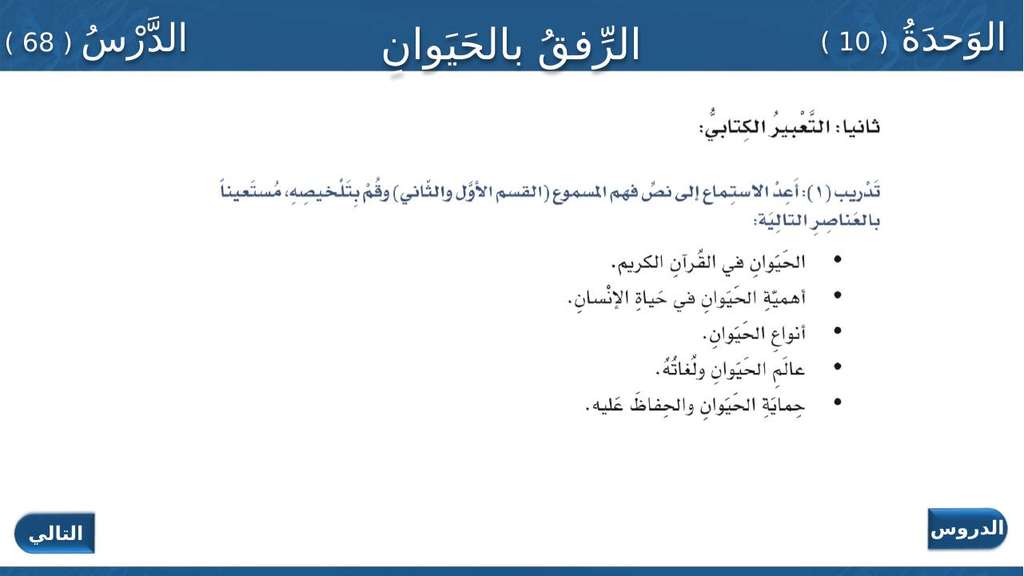 الوَحدَةُ ( 10 )
الرِّفقُ بالحَيَوانِ
الدَّرْسُ ( 68 )
ثانيا: التَّعْبيرُ الكِتابيُّ:
تَدْريب (١): أَعِدْ الاستِماع إلى نصِّ فهم المسموع (القسم الأوَّل والثّاني) وقُمْ بِتَلْخيصِهِ، مُستَعيناً
بالعَناصِرِ التالِيَة:
• الحَيَوانِ في القُرآنِ الكريم.
• أهميّةِ الحَيَوانِ في حَياةِ الإنْسانِ.
• أنواعِ الحَيَوانِ.
• عالَمِ الحَيَوانِ ولُغاتُهُ.
• حِمايَةِ الحَيَوانِ والحِفاظَ عَليه.
الدروس
التالي